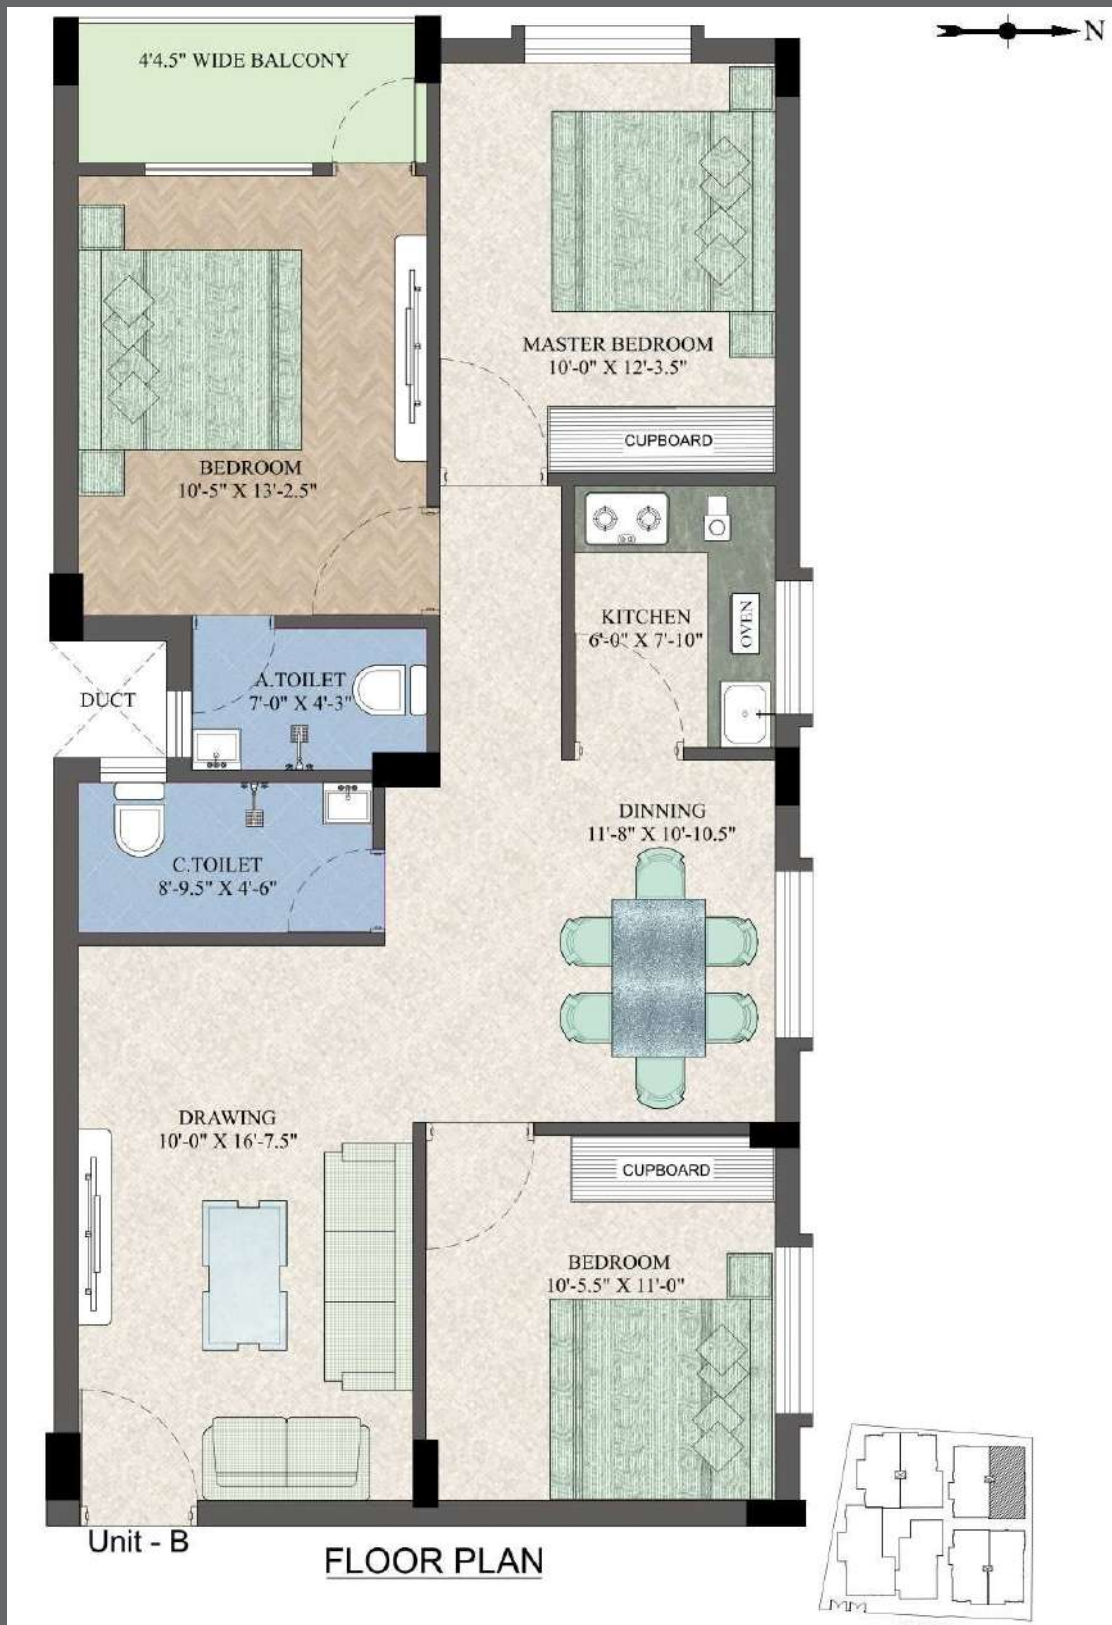 N
4'4.5" WIDE BALCONY
MASTER BEDROOM
10'-0" X 12'-3.5"
CUPBOARD
BEDROOM
10'-5" X 13'-2.5"
KITCHEN
6'-0" X 7'-10"
OVEN
A.TOILET
7'-0" X 4'-3"
DUCT
DINNING
11'-8" X 10'-10.5"
C.TOILET
8'-9.5" X 4'-6"
DRAWING
10'-0" X 16'-7.5"
CUPBOARD
BEDROOM
10'-5.5" X 11'-0"
Unit - B
FLOOR PLAN